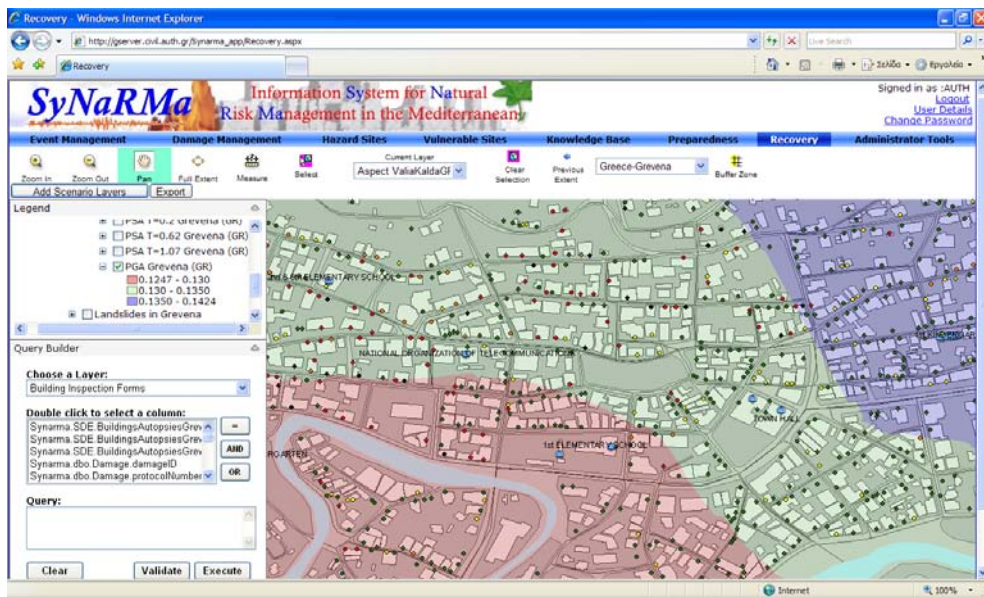 Recovery - Windows Internet Explorer
http://gserver.civil.auth.gr/Synarma_app/Recovery.aspx
Live Search
Recovery
Σελίδα
Εργαλεία
SyNaRMa
Information System for Natural
Risk Management in the Mediterranean
Signed in as :AUTH
Logout
User Details
Change Password
Event Management Damage Management Hazard Sites Vulnerable Sites Knowledge Base Preparedness Recovery Administrator Tools
Zoom In Zoom Out Pan Full Extent Measure Select
Current Layer
Aspect ValiaKaldaGF
Clear Selection
Previous Extent
Greece-Grevena
Buffer Zone
Add Scenario Layers Export
Legend
PSA T=0.2 Grevena (GR)
PSA T=0.62 Grevena (GR)
PSA T=1.07 Grevena (GR)
PGA Grevena (GR)
0.1247 - 0.130
0.130 - 0.1350
0.1350 - 0.1424
Landslides in Grevena
Query Builder
Choose a Layer:
Building Inspection Forms
Double click to select a column:
Synarma.SDE.BuildingsAutopsiesGrev
Synarma.SDE.BuildingsAutopsiesGrev
Synarma.SDE.BuildingsAutopsiesGrev
Synarma.dbo.Damage.damageID
Synarma.dbo.Damage.protocolNumber
=
AND
OR
Query:
Clear Validate Execute
ELEMENTARY SCHOOL
NATIONAL ORGANIZATION OF TELECOMMUNICATIONS
TOWN HALL
1st ELEMENTARY SCHOOL
Internet
100%